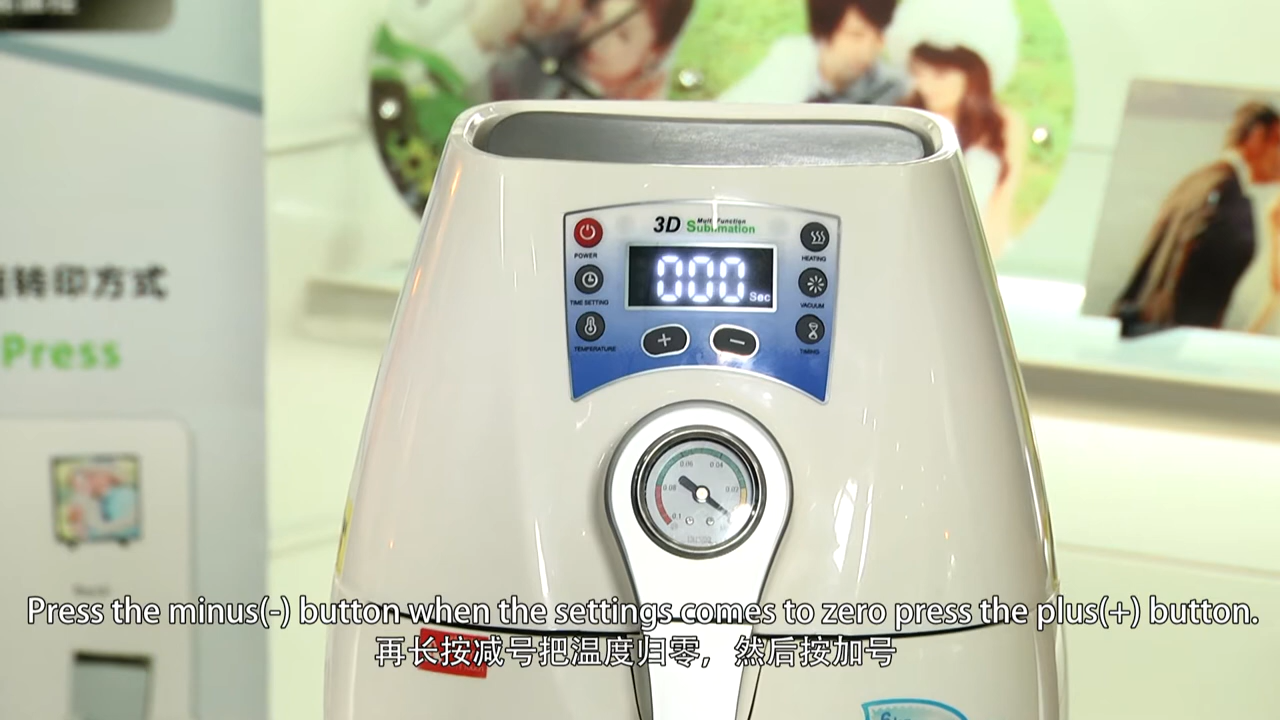 转印方式
Press
3D Multi Function
Sublimation
POWER
HEATING
000 Sec
TIME SETTING
VACUUM
+
−
TEMPERATURE
TIMING
0.06
0.04
0.08
0.02
0.1
Press the minus(-) button when the settings comes to zero press the plus(+) button.
再长按减号把温度归零，然后按加号